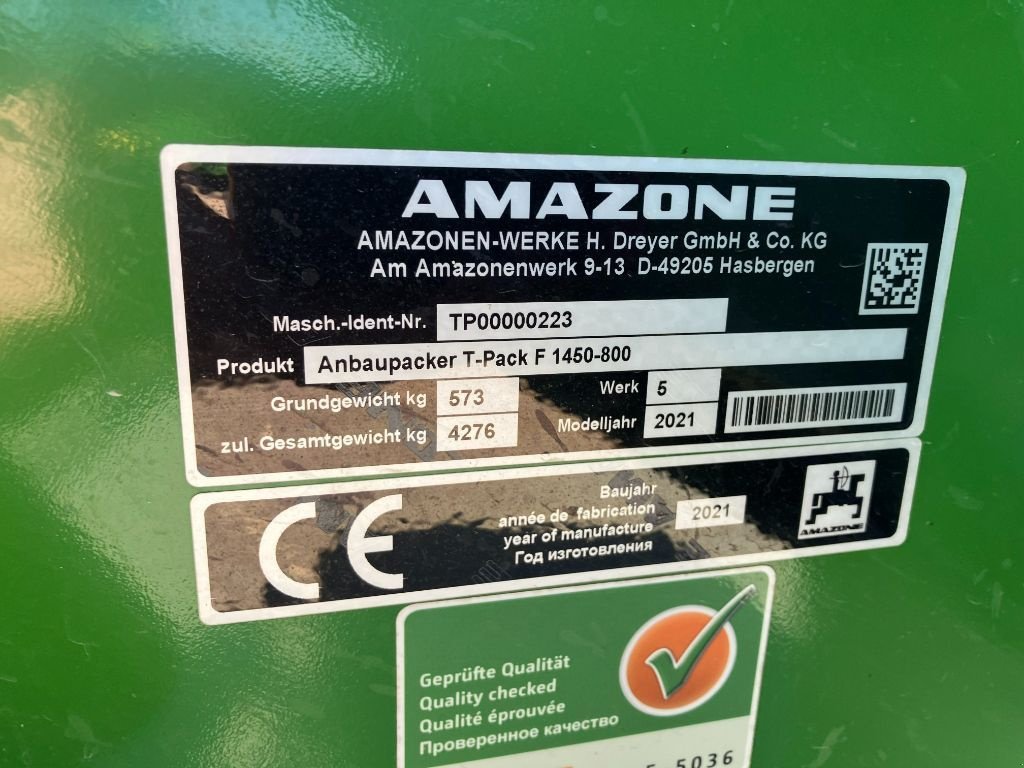 AMAZONE
AMAZONEN-WERKE H. Dreyer GmbH & Co. KG
Am Amazonenwerk 9-13 D-49205 Hasbergen
Masch.-Ident-Nr. TP00000223
Produkt Anbaupacker T-Pack F 1450-800
Grundgewicht kg 573 Werk 5
zul. Gesamtgewicht kg 4276 Modelljahr 2021
CE
Baujahr
année de fabrication 2021
year of manufacture
Год изготовления
AMAZONE
Geprüfte Qualität
Quality checked
Qualité éprouvée
Проверенное качество
5036